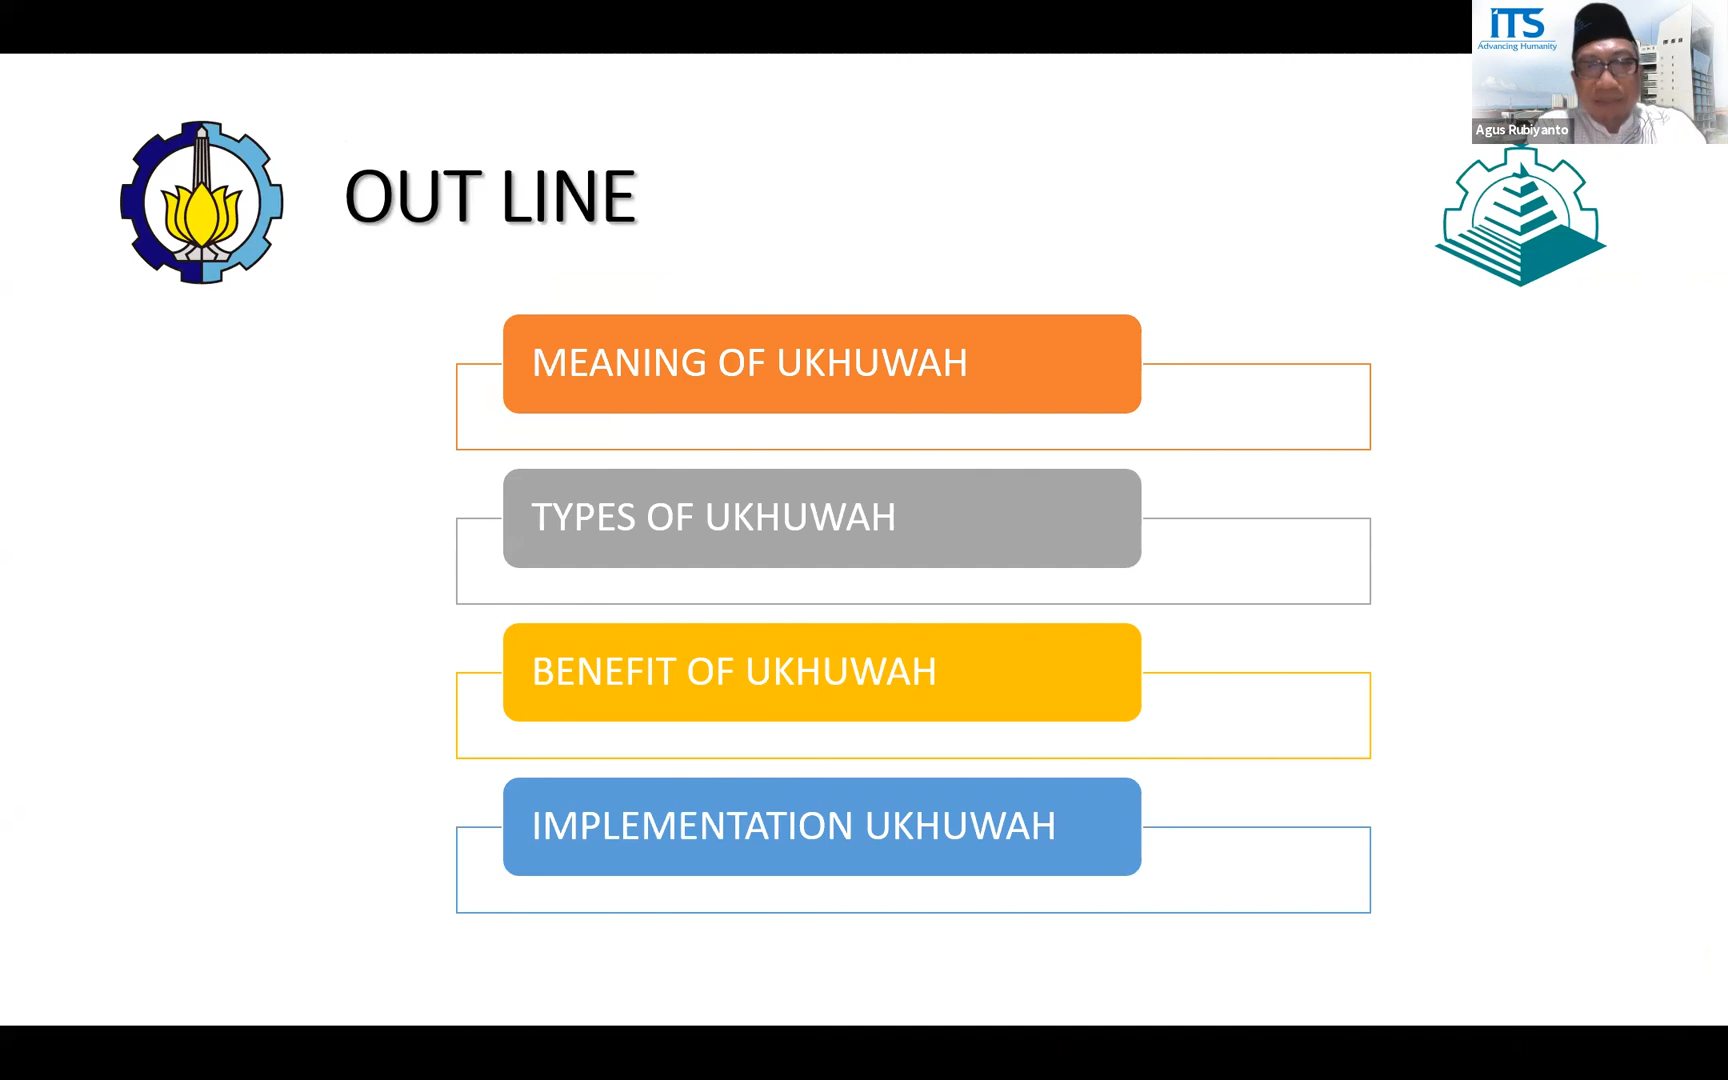 iTS
Advancing Humanity
Agus Rubiyanto
OUT LINE
MEANING OF UKHUWAH
TYPES OF UKHUWAH
BENEFIT OF UKHUWAH
IMPLEMENTATION UKHUWAH